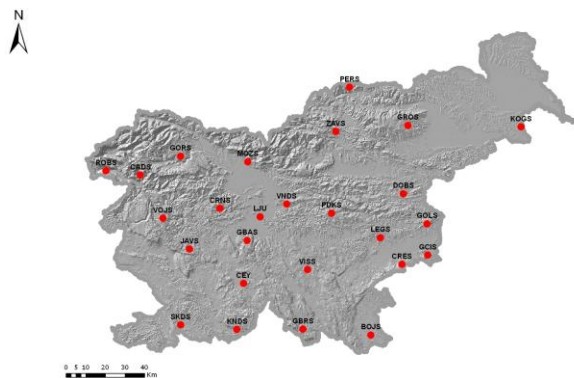 N
PERS
ZAVS
GROS
KOGS
GORS
MOCS
ROBS
CRNS
VNDS
DOBS
PDKS
VOJS
LJU
GOLS
LEGS
GBAS
JAVS
GCIS
CRES
VISS
CEY
SKDS
KNDS
GBRS
BOJS
0 5 10 20 30 40
Km